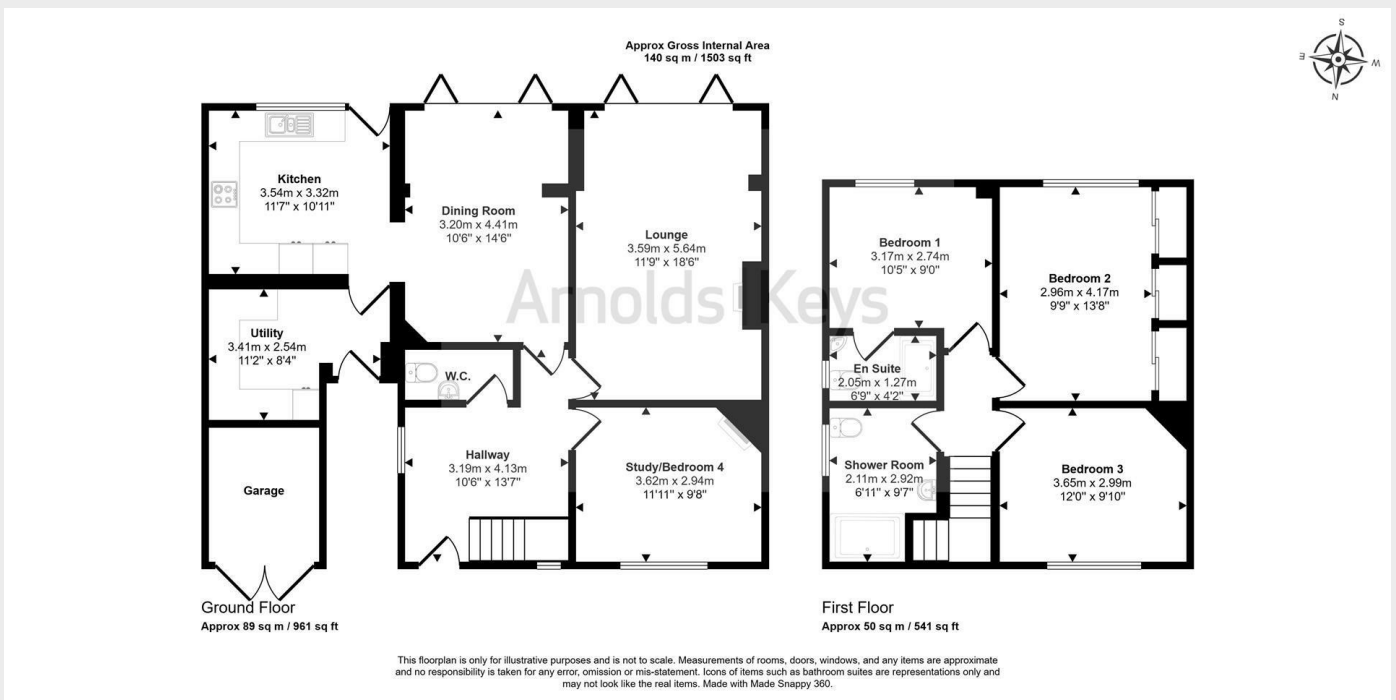 Approx Gross Internal Area
140 sq m / 1503 sq ft
S
E
W
N
Kitchen
3.54m x 3.32m
11'7" x 10'11"
Dining Room
3.20m x 4.41m
10'6" x 14'6"
Lounge
3.59m x 5.64m
11'9" x 18'6"
Utility
3.41m x 2.54m
11'2" x 8'4"
W.C.
Hallway
3.19m x 4.13m
10'6" x 13'7"
Study/Bedroom 4
3.62m x 2.94m
11'11" x 9'8"
Garage
Bedroom 1
3.17m x 2.74m
10'5" x 9'0"
Bedroom 2
2.96m x 4.17m
9'9" x 13'8"
En Suite
2.05m x 1.27m
6'9" x 4'2"
Shower Room
2.11m x 2.92m
6'11" x 9'7"
Bedroom 3
3.65m x 2.99m
12'0" x 9'10"
Arnolds Keys
Ground Floor
Approx 89 sq m / 961 sq ft
First Floor
Approx 50 sq m / 541 sq ft
This floorplan is only for illustrative purposes and is not to scale. Measurements of rooms, doors, windows, and any items are approximate
and no responsibility is taken for any error, omission or mis-statement. Icons of items such as bathroom suites are representations only and
may not look like the real items. Made with Made Snappy 360.